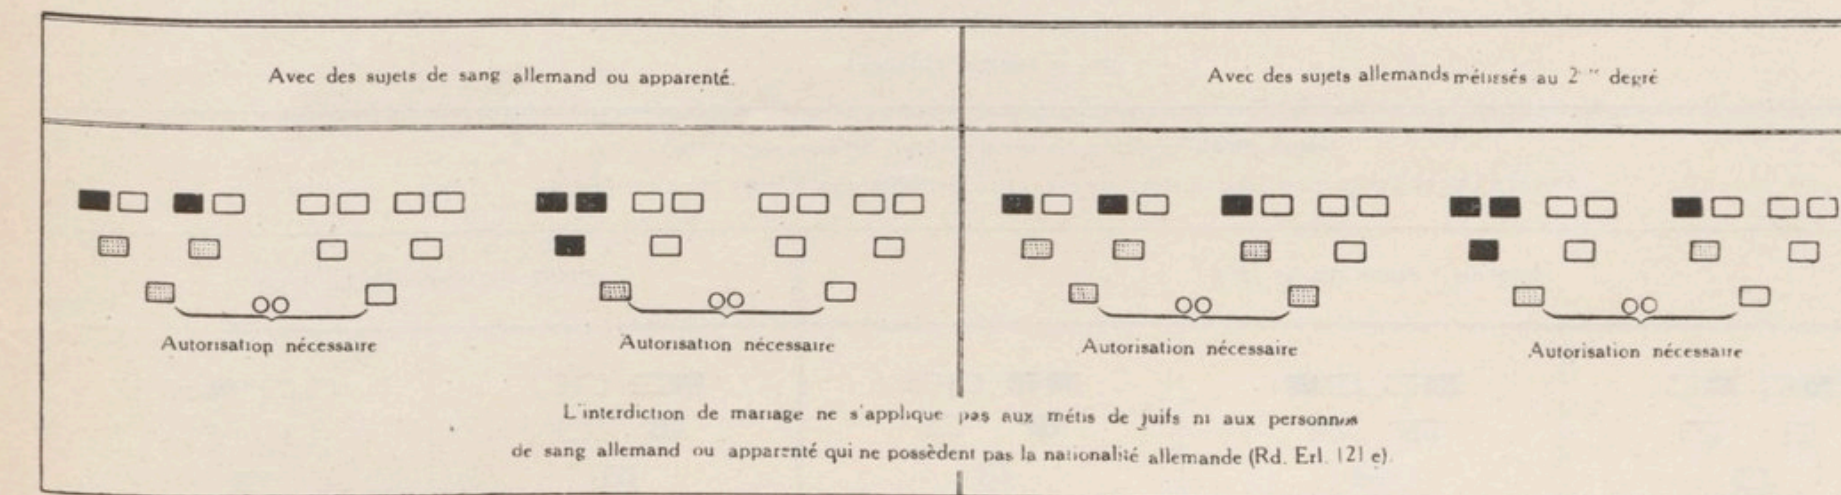 Avec des sujets de sang allemand ou apparenté.
Avec des sujets allemands métissés au 2 degré
Autorisation nécessaire
Autorisation nécessaire
Autorisation nécessaire
Autorisation nécessaire
L'interdiction de mariage ne s'applique pas aux métis de juifs ni aux personnes
de sang allemand ou apparenté qui ne possèdent pas la nationalité allemande (Rd. Erl. 121 e).